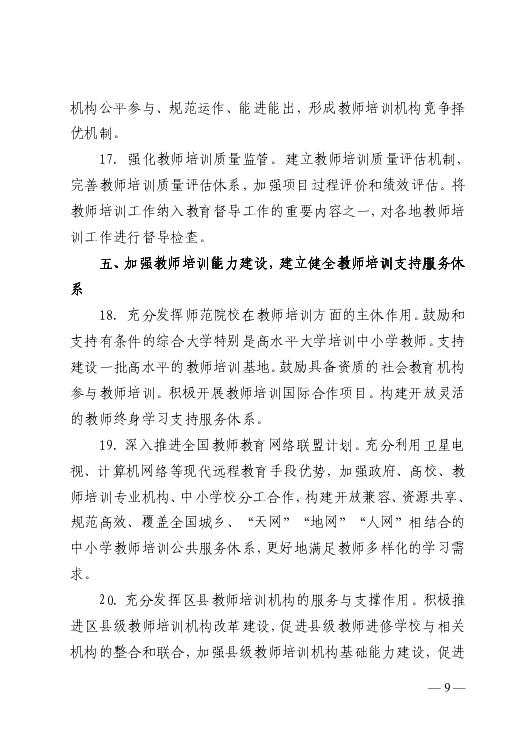 机构公平参与、规范运作、能进能出，形成教师培训机构竞争择
优机制。
17. 强化教师培训质量监管。建立教师培训质量评估机制，
完善教师培训质量评估体系，加强项目过程评价和绩效评估。将
教师培训工作纳入教育督导工作的重要内容之一，对各地教师培
训工作进行督导检查。
五、加强教师培训能力建设，建立健全教师培训支持服务体
系
18. 充分发挥师范院校在教师培训方面的主体作用。鼓励和
支持有条件的综合大学特别是高水平大学培训中小学教师。支持
建设一批高水平的教师培训基地。鼓励具备资质的社会教育机构
参与教师培训。积极开展教师培训国际合作项目。构建开放灵活
的教师终身学习支持服务体系。
19. 深入推进全国教师教育网络联盟计划。充分利用卫星电
视、计算机网络等现代远程教育手段优势，加强政府、高校、教
师培训专业机构、中小学校分工合作，构建开放兼容、资源共享、
规范高效、覆盖全国城乡、“天网”“地网”“人网”相结合的
中小学教师培训公共服务体系，更好地满足教师多样化的学习需
求。
20. 充分发挥区县教师培训机构的服务与支撑作用。积极推
进区县级教师培训机构改革建设，促进县级教师进修学校与相关
机构的整合和联合，加强县级教师培训机构基础能力建设，促进
— 9 —